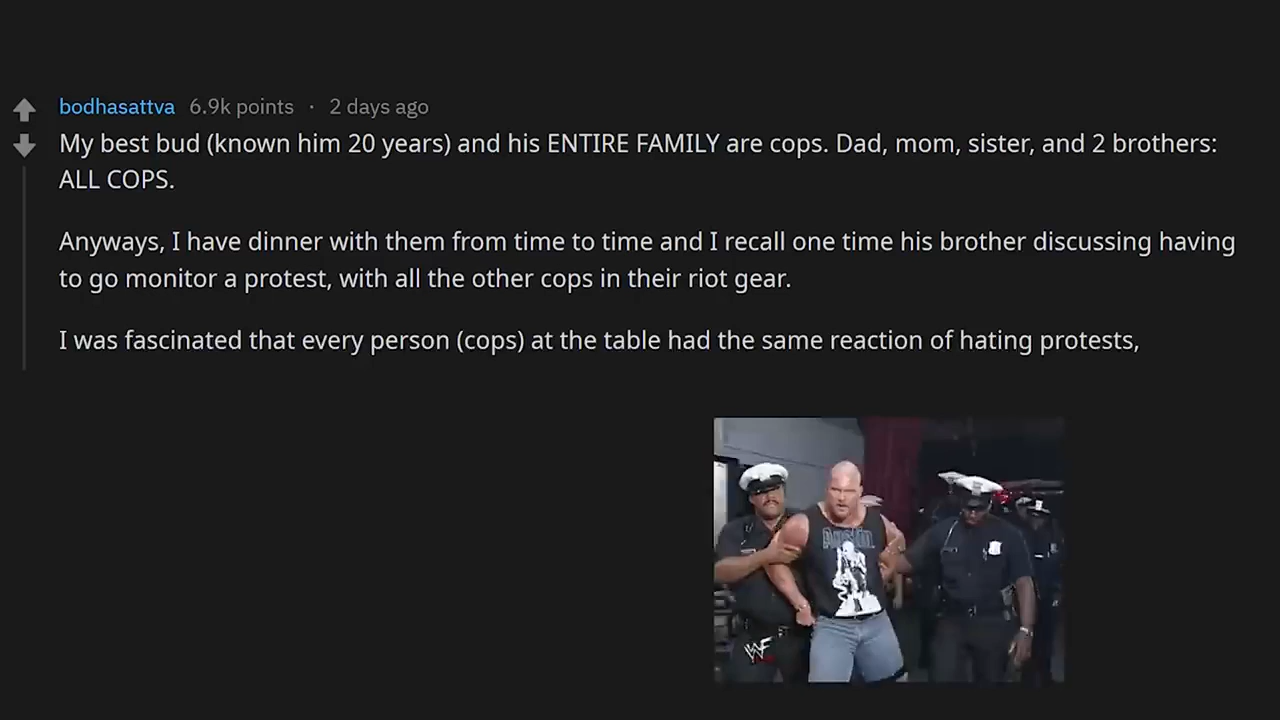 bodhasattva 6.9k points · 2 days ago
My best bud (known him 20 years) and his ENTIRE FAMILY are cops. Dad, mom, sister, and 2 brothers:
ALL COPS.
Anyways, I have dinner with them from time to time and I recall one time his brother discussing having
to go monitor a protest, with all the other cops in their riot gear.
I was fascinated that every person (cops) at the table had the same reaction of hating protests,
Austin
WF